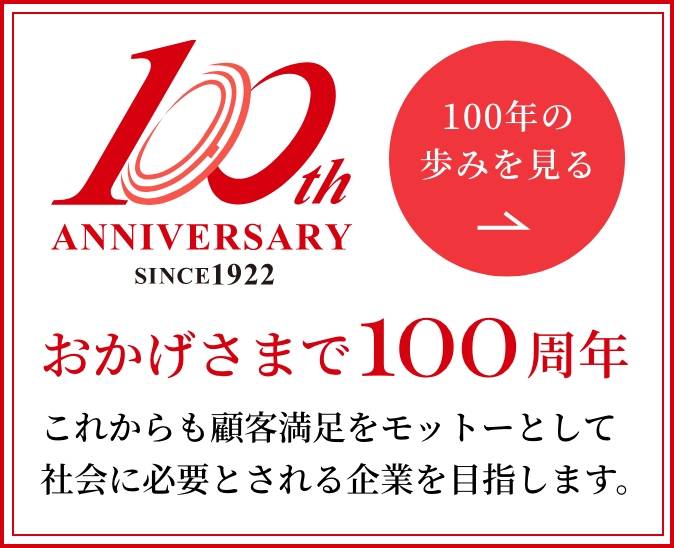 100th
ANNIVERSARY
SINCE1922
100年の
歩みを見る
おかげさまで100周年
これからも顧客満足をモットーとして
社会に必要とされる企業を目指します。